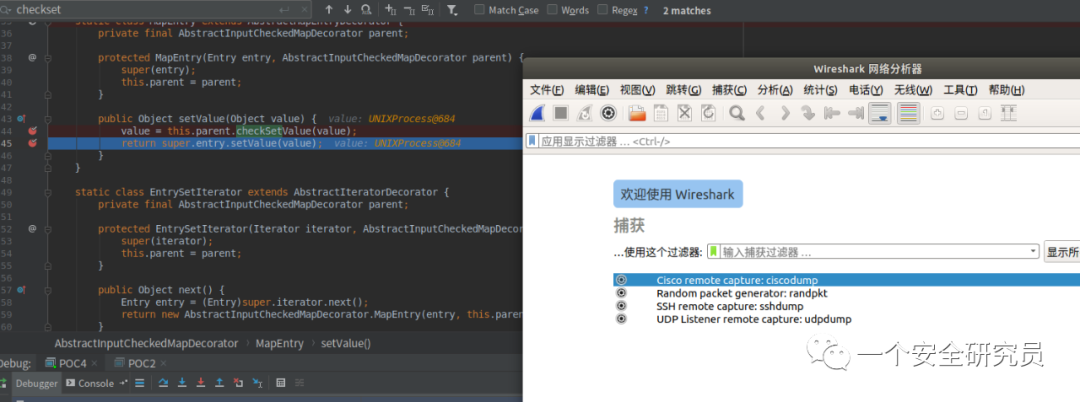 checkset
Match Case
Words
Regex
?
2 matches
36 private final AbstractInputCheckedMapDecorator parent;
37
38 @ protected MapEntry(Entry entry, AbstractInputCheckedMapDecorator parent) {
39 super(entry);
40 this.parent = parent;
41 }
42
43 public Object setValue(Object value) { value: UNIXProcess@684
44 value = this.parent.checkSetValue(value);
45 return super.entry.setValue(value); value: UNIXProcess@684
46 }
47 }
48
49 static class EntrySetIterator extends AbstractIteratorDecorator {
50 private final AbstractInputCheckedMapDecorator parent;
51
52 @ protected EntrySetIterator(Iterator iterator, AbstractInputCheckedMapDeco
53 super(iterator);
54 this.parent = parent;
55 }
56
57 public Object next() {
58 Entry entry = (Entry)super.iterator.next();
59 return new AbstractInputCheckedMapDecorator.MapEntry(entry, this.paren
60 }
AbstractInputCheckedMapDecorator › MapEntry › setValue()
Debug: POC4 × POC2 ×
Debugger Console
Wireshark 网络分析器
文件(F) 编辑(E) 视图(V) 跳转(G) 捕获(C) 分析(A) 统计(S) 电话(Y) 无线(W) 工具(T) 帮助(H)
应用显示过滤器 … <Ctrl-/>
欢迎使用 Wireshark
捕获
…使用这个过滤器: 输入捕获过滤器 … 显示所
Cisco remote capture: ciscodump
Random packet generator: randpkt
SSH remote capture: sshdump
UDP Listener remote capture: udpdump
一个安全研究员